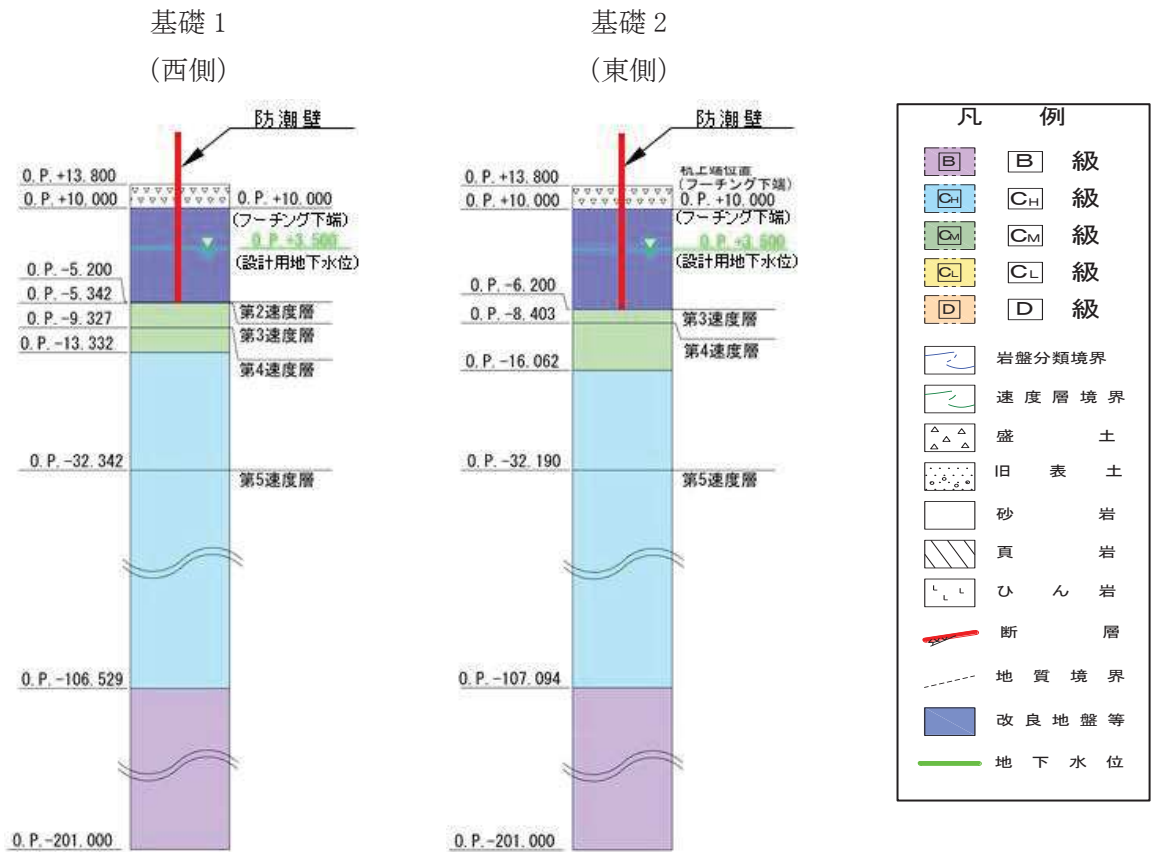 基礎 1
(西側)
防潮壁
O.P.+13.800
O.P.+10.000
O.P.+10.000
(フーチング下端)
O.P.+3.500
(設計用地下水位)
O.P.-5.200
O.P.-5.342
O.P.-9.327
O.P.-13.332
第2速度層
第3速度層
第4速度層
O.P.-32.342
第5速度層
O.P.-106.529
O.P.-201.000
基礎 2
(東側)
防潮壁
杭上端位置
(フーチング下端)
O.P.+13.800
O.P.+10.000
O.P.+10.000
(フーチング下端)
O.P.+3.500
(設計用地下水位)
O.P.-6.200
O.P.-8.403
O.P.-16.062
第3速度層
第4速度層
O.P.-32.190
第5速度層
O.P.-107.094
O.P.-201.000
凡 例
B B 級
CH CH 級
CM CM 級
CL CL 級
D D 級
岩盤分類境界
速度層境界
盛土
旧表土
砂岩
頁岩
ひん岩
断層
地質境界
改良地盤等
地下水位